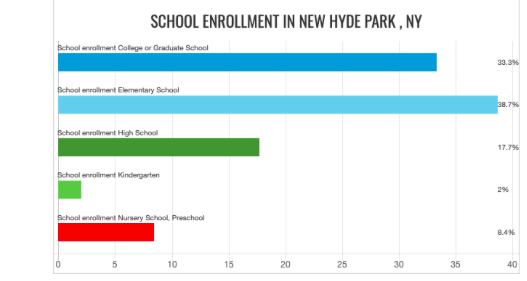 SCHOOL ENROLLMENT IN NEW HYDE PARK , NY
School enrollment College or Graduate School
33.3%
School enrollment Elementary School
38.7%
School enrollment High School
17.7%
School enrollment Kindergarten
2%
School enrollment Nursery School, Preschool
8.4%
0 5 10 15 20 25 30 35 40